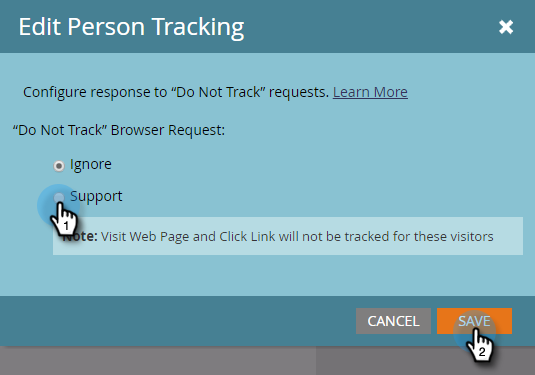 Edit Person Tracking
Configure response to “Do Not Track” requests. Learn More
“Do Not Track” Browser Request:
Ignore
Support
1
Note: Visit Web Page and Click Link will not be tracked for these visitors
CANCEL
SAVE
2